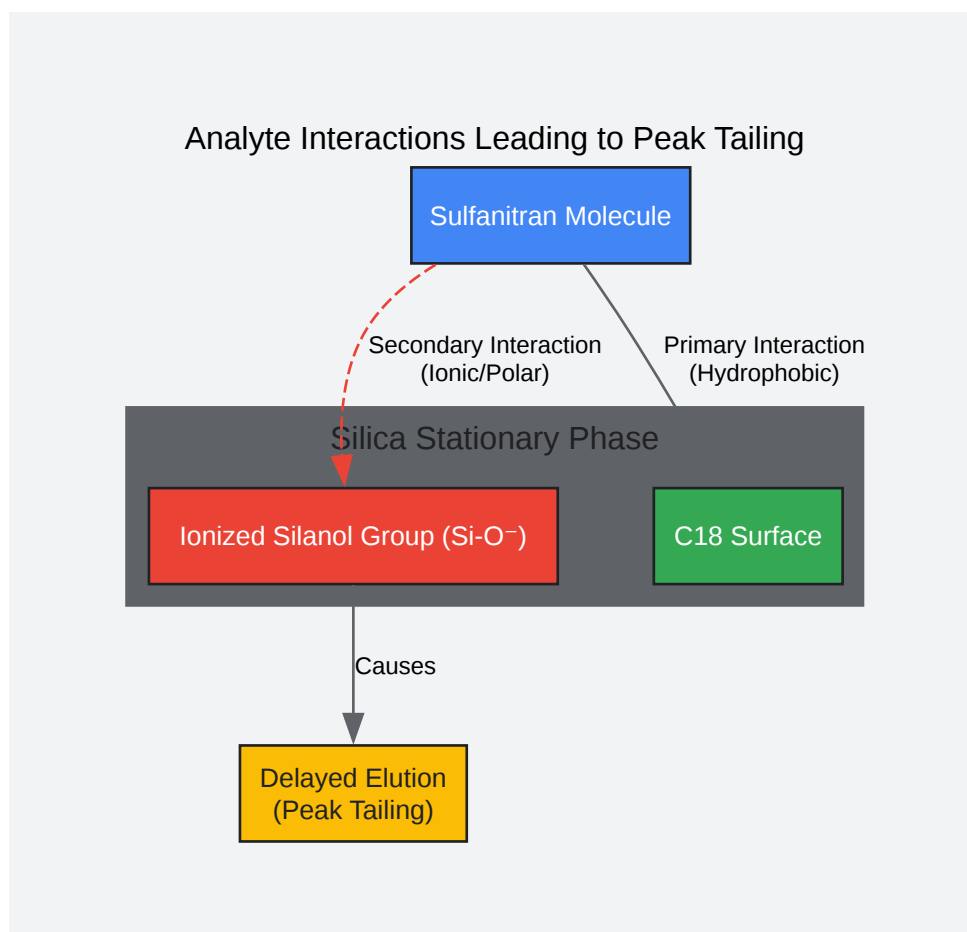 Analyte Interactions Leading to Peak Tailing
Sulfanitran Molecule
Secondary Interaction
(Ionic/Polar)
Primary Interaction
(Hydrophobic)
Silica Stationary Phase
Ionized Silanol Group (Si-O⁻)
C18 Surface
Causes
Delayed Elution
(Peak Tailing)